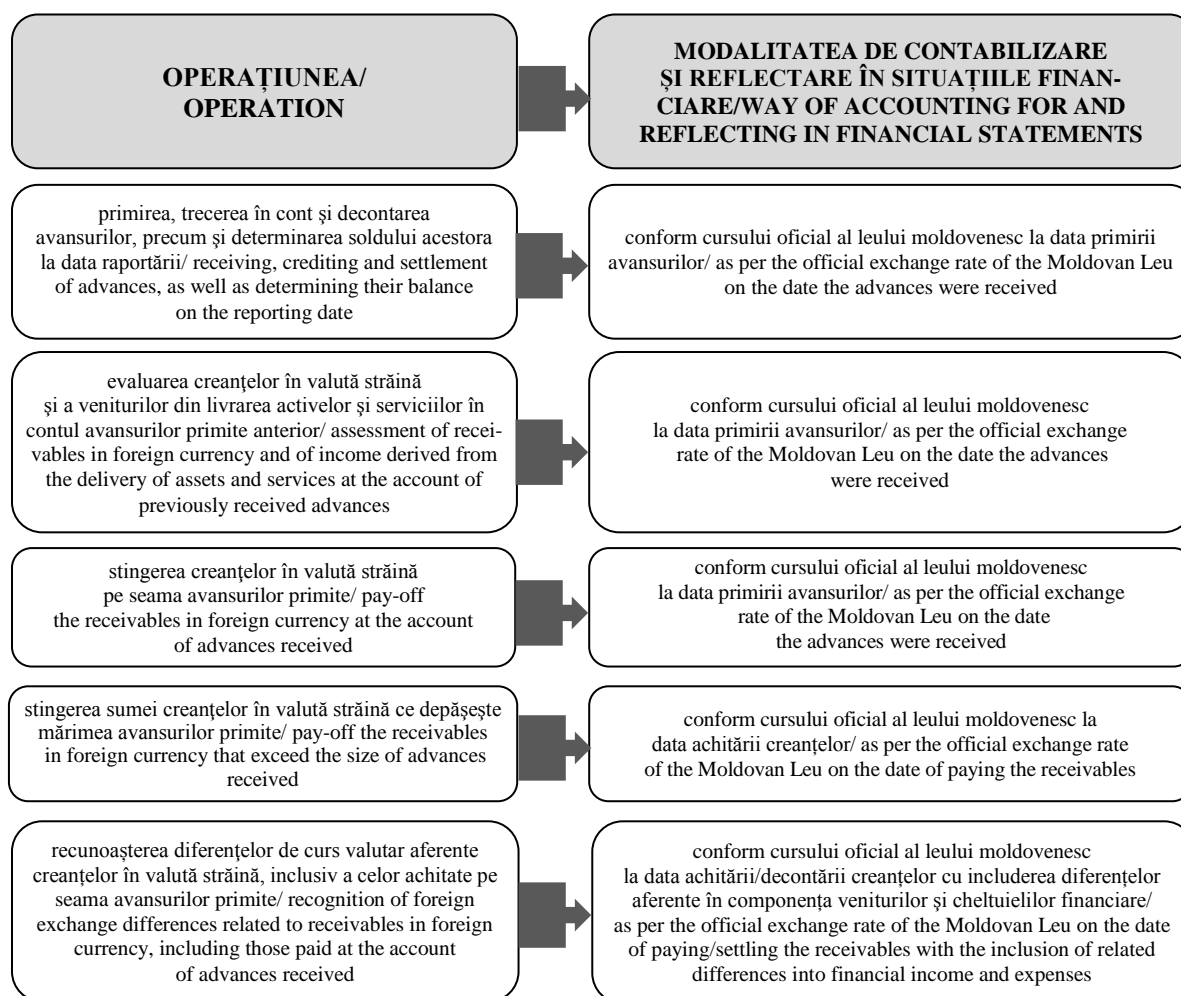 OPERAȚIUNEA/
OPERATION
MODALITATEA DE CONTABILIZARE
ȘI REFLECTARE ÎN SITUAȚIILE FINAN-
CIARE/WAY OF ACCOUNTING FOR AND
REFLECTING IN FINANCIAL STATEMENTS
primirea, trecerea în cont şi decontarea
avansurilor, precum şi determinarea soldului acestora
la data raportării/ receiving, crediting and settlement
of advances, as well as determining their balance
on the reporting date
conform cursului oficial al leului moldovenesc la data primirii
avansurilor/ as per the official exchange rate of the Moldovan Leu
on the date the advances were received
evaluarea creanţelor în valută străină
şi a veniturilor din livrarea activelor şi serviciilor în
contul avansurilor primite anterior/ assessment of recei-
vables in foreign currency and of income derived from
the delivery of assets and services at the account of
previously received advances
conform cursului oficial al leului moldovenesc
la data primirii avansurilor/ as per the official exchange
rate of the Moldovan Leu on the date the advances
were received
stingerea creanţelor în valută străină
pe seama avansurilor primite/ pay-off
the receivables in foreign currency at the account
of advances received
conform cursului oficial al leului moldovenesc
la data primirii avansurilor/ as per the official exchange
rate of the Moldovan Leu on the date
the advances were received
stingerea sumei creanţelor în valută străină ce depăşeşte
mărimea avansurilor primite/ pay-off the receivables
in foreign currency that exceed the size of advances
received
conform cursului oficial al leului moldovenesc la
data achitării creanţelor/ as per the official exchange rate
of the Moldovan Leu on the date of paying the receivables
recunoașterea diferenţelor de curs valutar aferente
creanţelor în valută străină, inclusiv a celor achitate pe
seama avansurilor primite/ recognition of foreign
exchange differences related to receivables in foreign
currency, including those paid at the account
of advances received
conform cursului oficial al leului moldovenesc
la data achitării/decontării creanţelor cu includerea diferenţelor
aferente în componenţa veniturilor şi cheltuielilor financiare/
as per the official exchange rate of the Moldovan Leu on the date
of paying/settling the receivables with the inclusion of related
differences into financial income and expenses